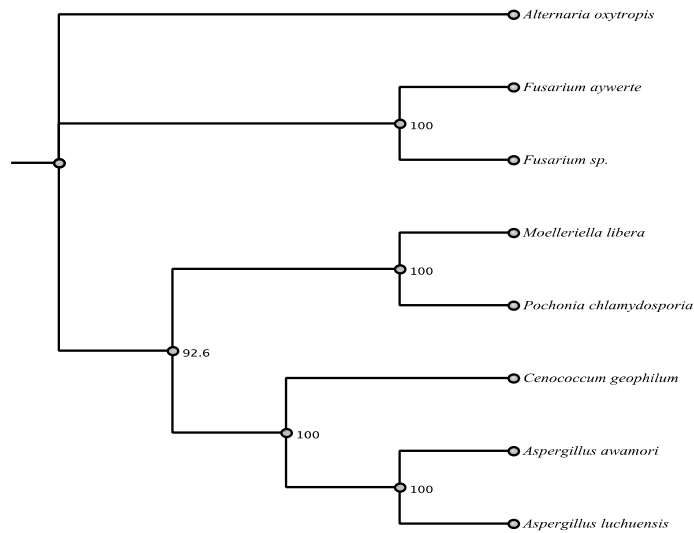 Alternaria oxytropis
Fusarium aywerte
100
Fusarium sp.
Moelleriella libera
100
Pochonia chlamydosporia
92.6
Cenococcum geophilum
100
Aspergillus awamori
100
Aspergillus luchuensis